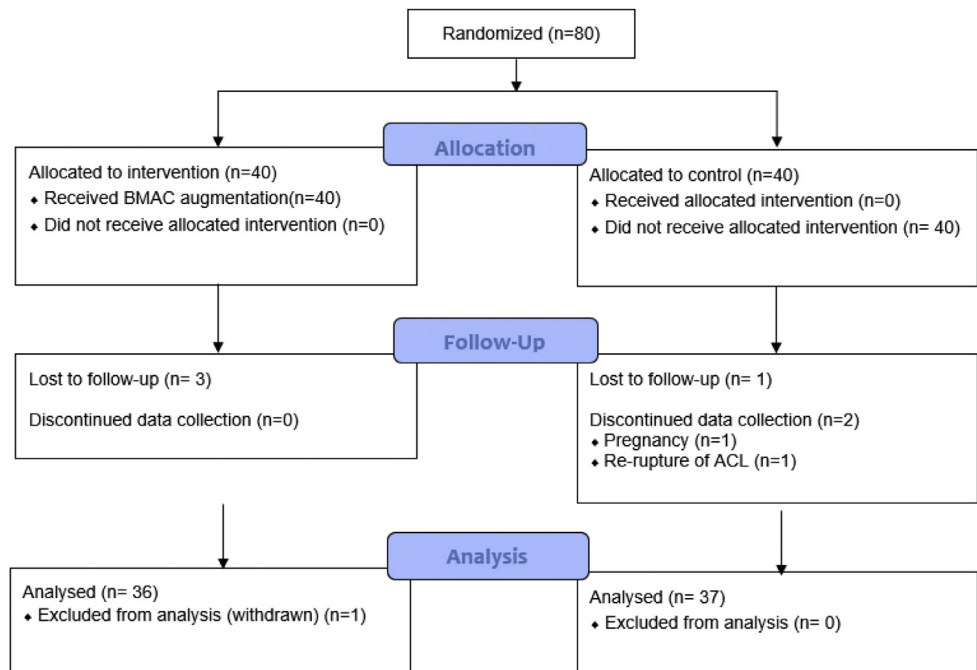 Randomized (n=80)
Allocation
Allocated to intervention (n=40)
⬥ Received BMAC augmentation(n=40)
⬥ Did not receive allocated intervention (n=0)
Allocated to control (n=40)
⬥ Received allocated intervention (n=0)
⬥ Did not receive allocated intervention (n= 40)
Follow-Up
Lost to follow-up (n= 3)
Discontinued data collection (n=0)
Lost to follow-up (n= 1)
Discontinued data collection (n=2)
⬥ Pregnancy (n=1)
⬥ Re-rupture of ACL (n=1)
Analysis
Analysed (n= 36)
⬥ Excluded from analysis (withdrawn) (n=1)
Analysed (n= 37)
⬥ Excluded from analysis (n= 0)